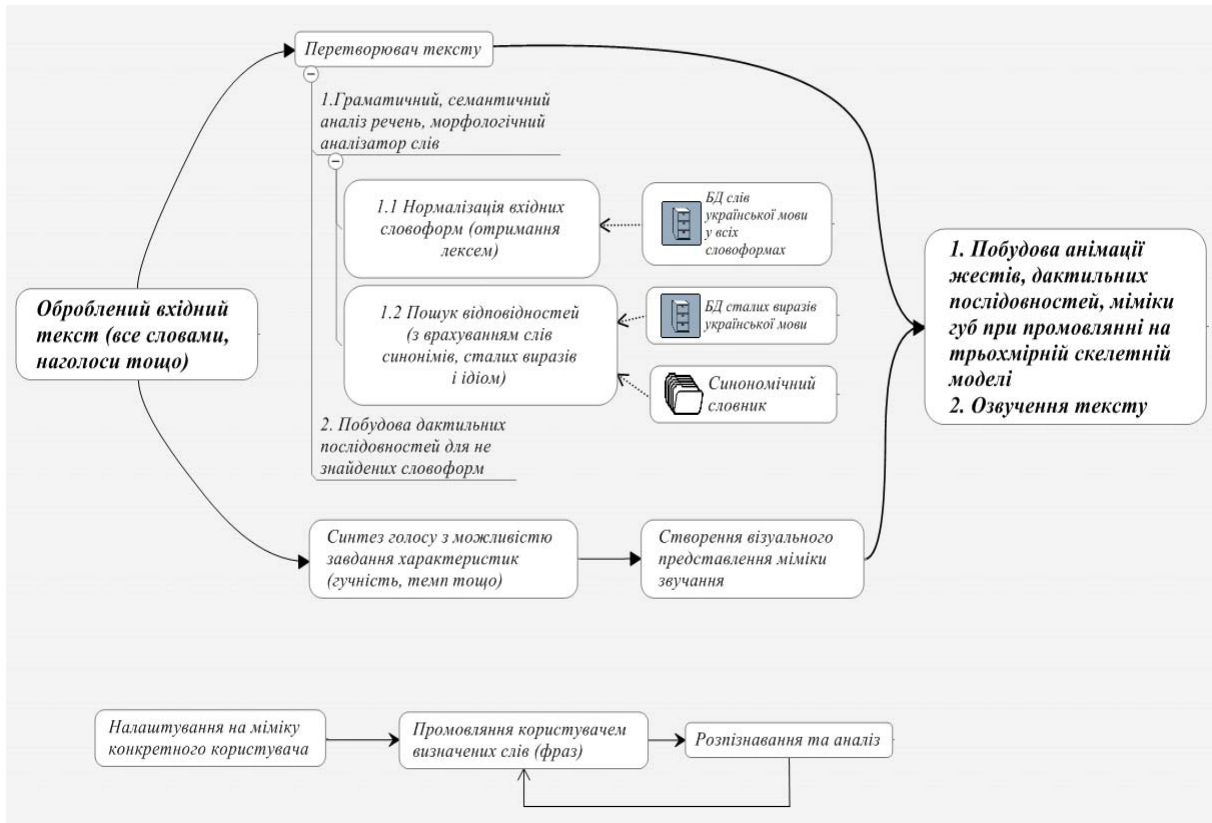 Перетворювач тексту
1.Граматичний, семантичний
аналіз речень, морфологічний
аналізатор слів
1.1 Нормалізація вхідних
словоформ (отримання
лексем)
БД слів
української мови
у всіх
словоформах
Оброблений вхідний
текст (все словами,
наголоси тощо)
1.2 Пошук відповідностей
(з врахуванням слів
синонімів, сталих виразів
і ідіом)
БД сталих виразів
української мови
Синономічний
словник
2. Побудова дактильних
послідовностей для не
знайдених словоформ
1. Побудова анімації
жестів, дактильних
послідовностей, міміки
губ при промовлянні на
трьохмірній скелетній
моделі
2. Озвучення тексту
Синтез голосу з можливістю
завдання характеристик
(гучність, темп тощо)
Створення візуального
представлення міміки
звучання
Налаштування на міміку
конкретного користувача
Промовляння користувачем
визначених слів (фраз)
Розпізнавання та аналіз